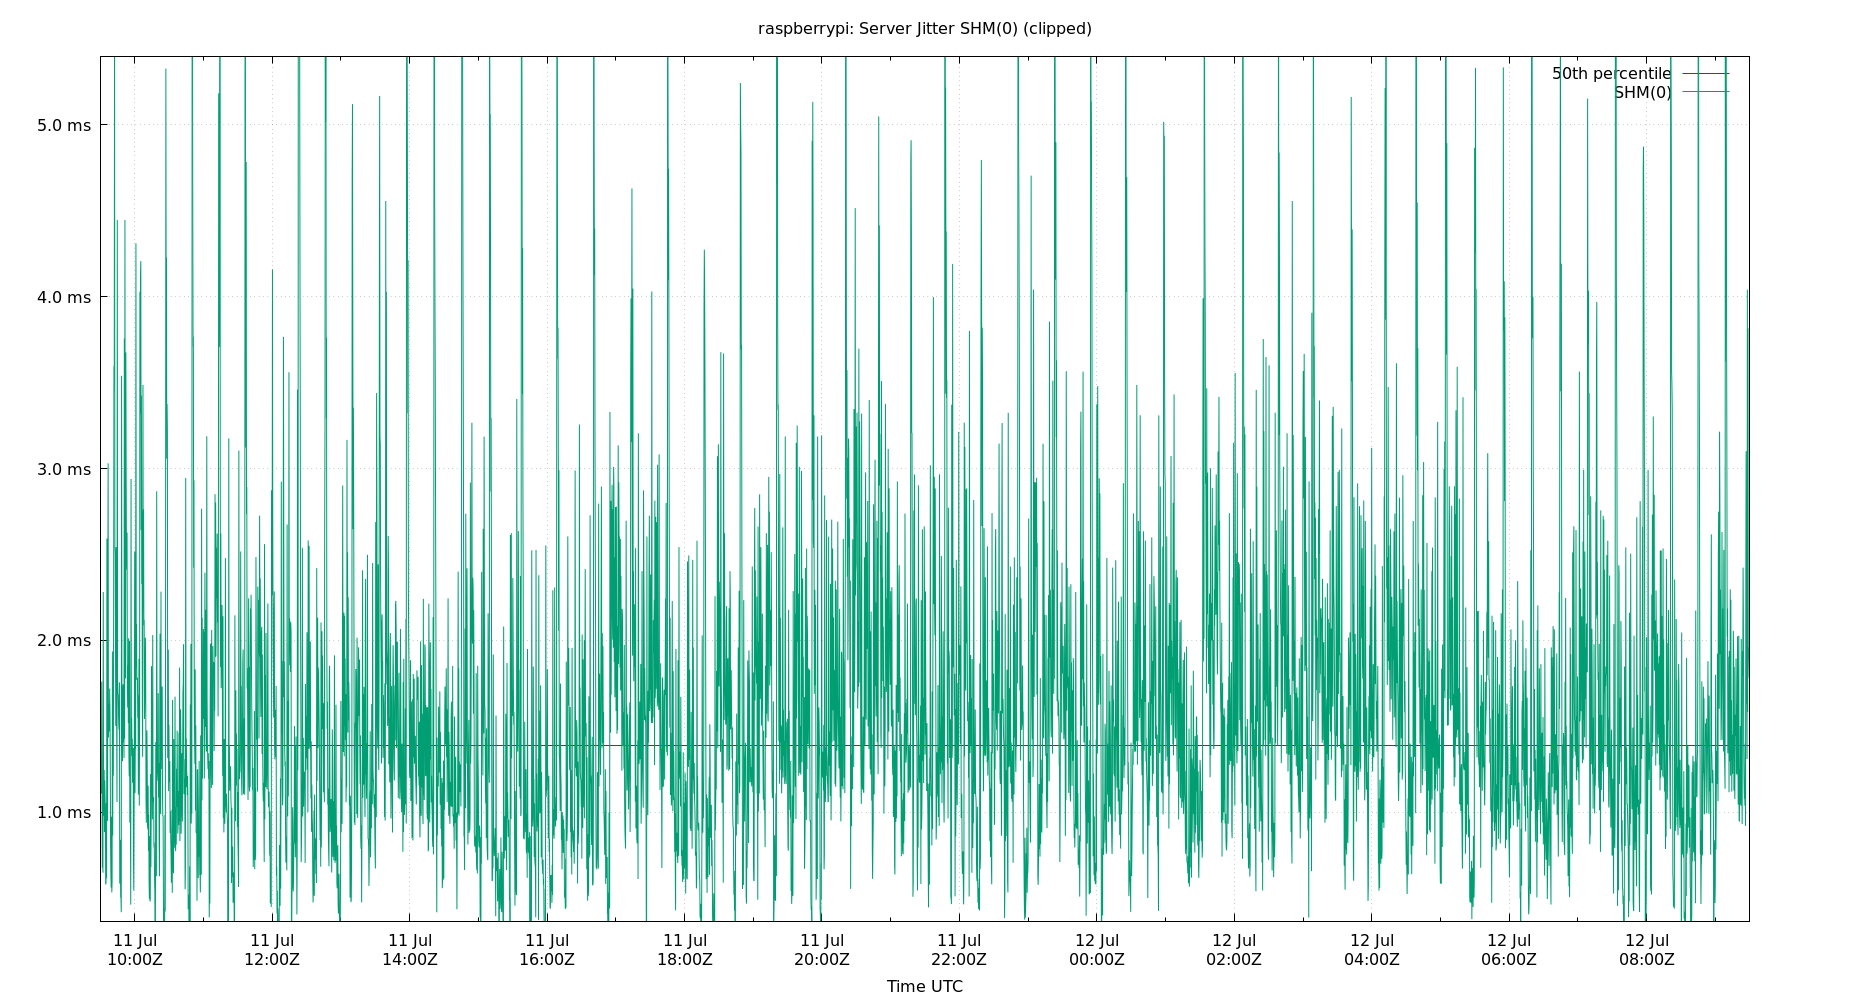 raspberrypi: Server Jitter SHM(0) (clipped)
50th percentile
SHM(0)
5.0 ms
4.0 ms
3.0 ms
2.0 ms
1.0 ms
11 Jul 11 Jul 11 Jul 11 Jul 11 Jul 11 Jul 11 Jul 12 Jul 12 Jul 12 Jul 12 Jul 12 Jul
10:00Z 12:00Z 14:00Z 16:00Z 18:00Z 20:00Z 22:00Z 00:00Z 02:00Z 04:00Z 06:00Z 08:00Z
Time UTC